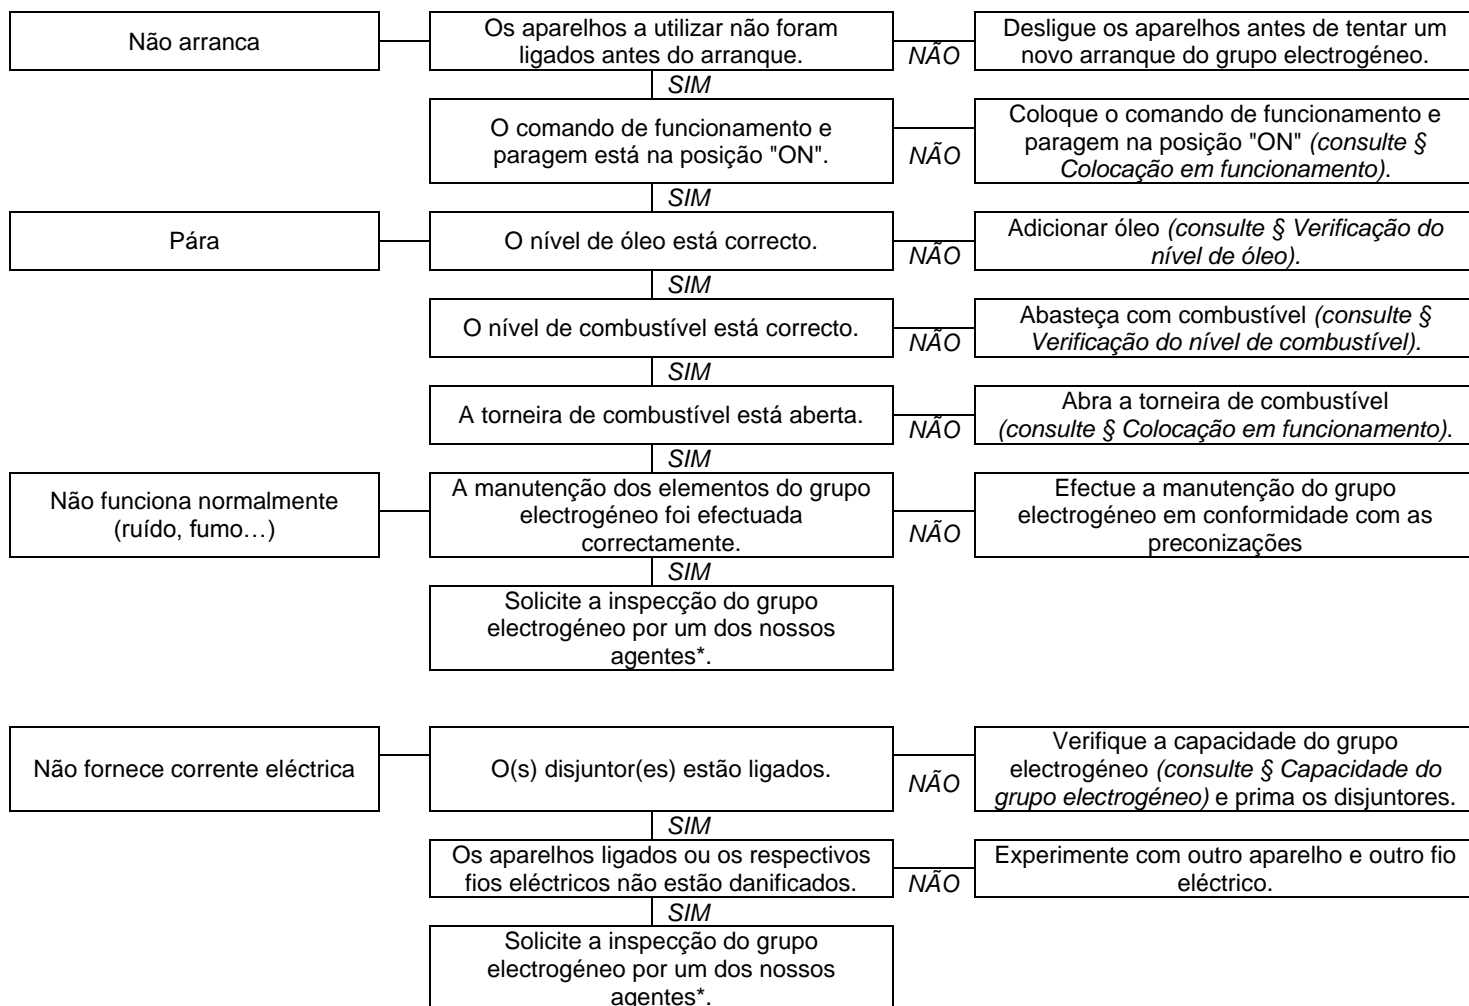 Não arranca
Os aparelhos a utilizar não foram
ligados antes do arranque.
NÃO
Desligue os aparelhos antes de tentar um
novo arranque do grupo electrogéneo.
SIM
O comando de funcionamento e
paragem está na posição "ON".
NÃO
Coloque o comando de funcionamento e
paragem na posição "ON" (consulte §
Colocação em funcionamento).
SIM
Pára
O nível de óleo está correcto.
NÃO
Adicionar óleo (consulte § Verificação do
nível de óleo).
SIM
O nível de combustível está correcto.
NÃO
Abasteça com combustível (consulte §
Verificação do nível de combustível).
SIM
A torneira de combustível está aberta.
NÃO
Abra a torneira de combustível
(consulte § Colocação em funcionamento).
SIM
Não funciona normalmente
(ruído, fumo…)
A manutenção dos elementos do grupo
electrogéneo foi efectuada
correctamente.
NÃO
Efectue a manutenção do grupo
electrogéneo em conformidade com as
preconizações
SIM
Solicite a inspecção do grupo
electrogéneo por um dos nossos
agentes*.
Não fornece corrente eléctrica
O(s) disjuntor(es) estão ligados.
NÃO
Verifique a capacidade do grupo
electrogéneo (consulte § Capacidade do
grupo electrogéneo) e prima os disjuntores.
SIM
Os aparelhos ligados ou os respectivos
fios eléctricos não estão danificados.
NÃO
Experimente com outro aparelho e outro fio
eléctrico.
SIM
Solicite a inspecção do grupo
electrogéneo por um dos nossos
agentes*.